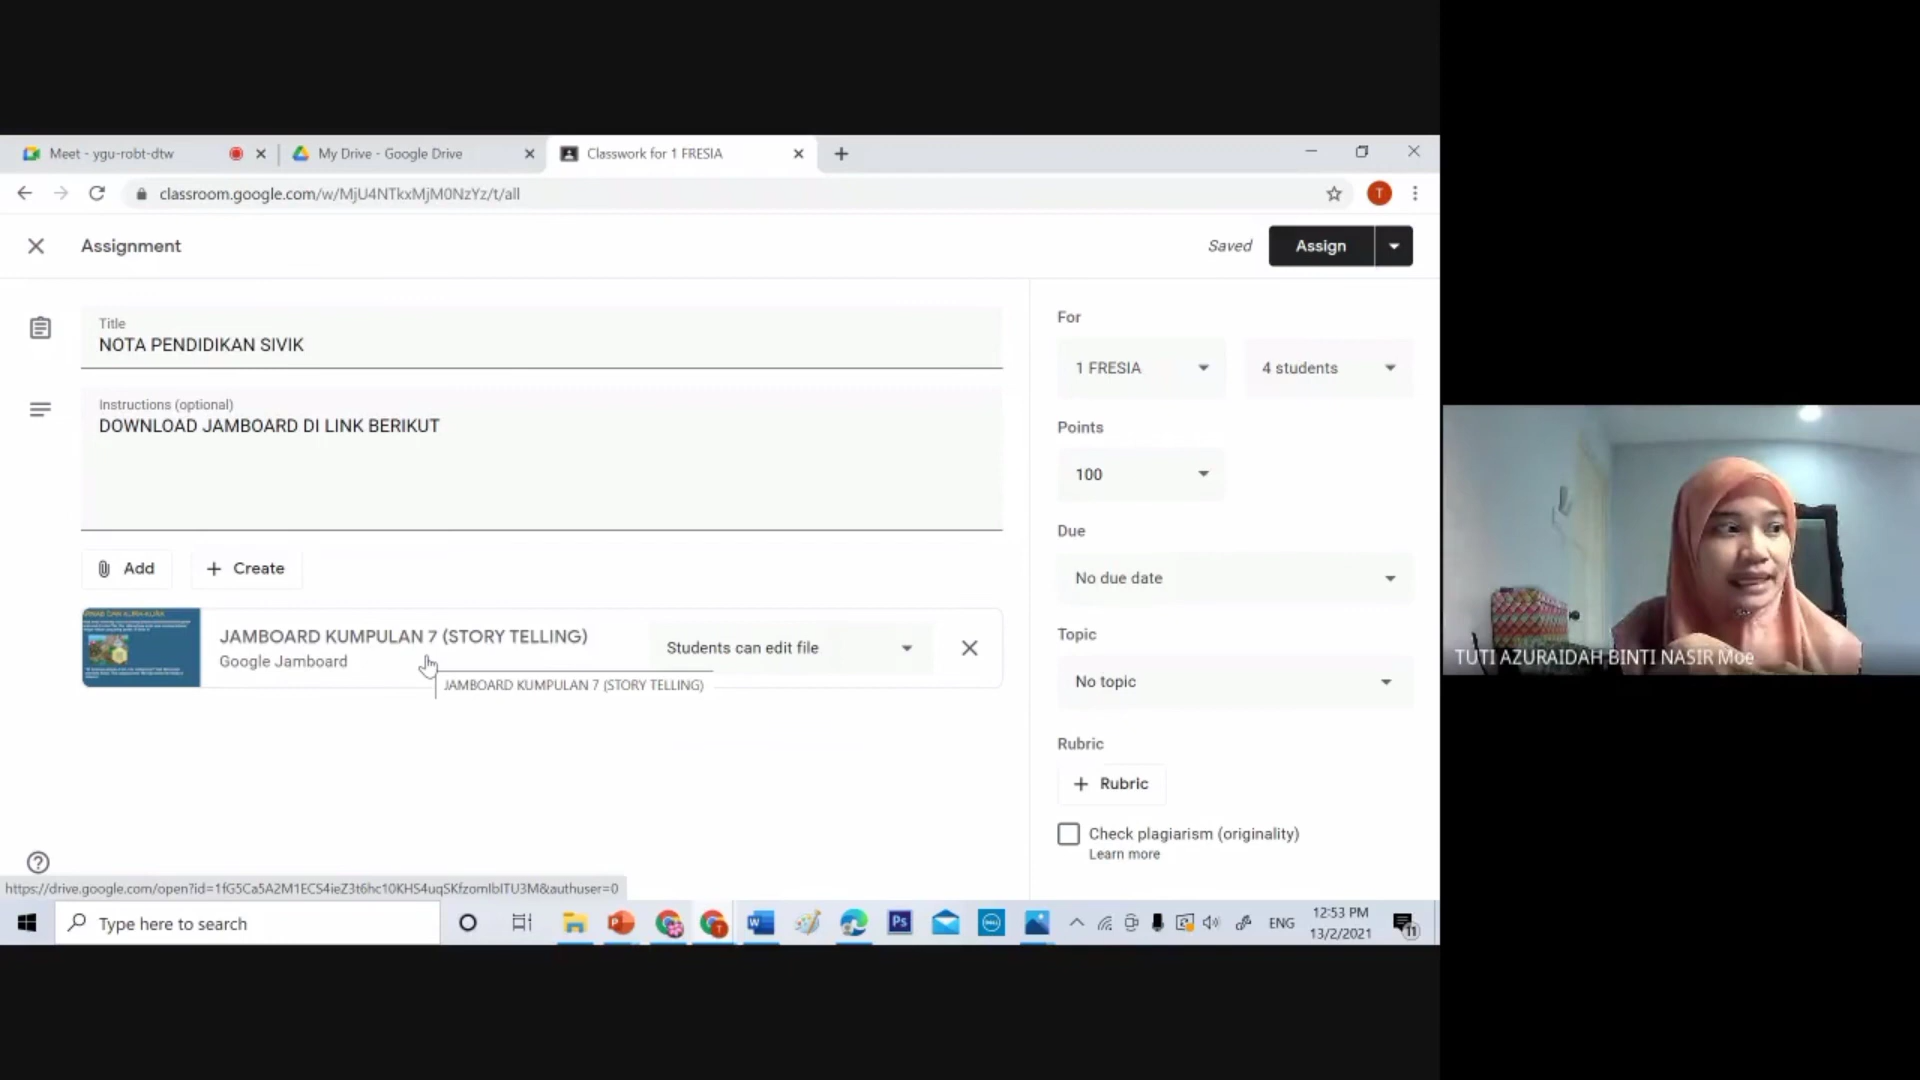 Meet - ygu-robt-dtw
My Drive - Google Drive
Classwork for 1 FRESIA
classroom.google.com/w/MjU4NTkxMjM0NzYz/t/all
T
Assignment
Saved
Assign
Title
NOTA PENDIDIKAN SIVIK
Instructions (optional)
DOWNLOAD JAMBOARD DI LINK BERIKUT
Add
Create
JAMBOARD KUMPULAN 7 (STORY TELLING)
Google Jamboard
Students can edit file
JAMBOARD KUMPULAN 7 (STORY TELLING)
For
1 FRESIA
4 students
Points
100
Due
No due date
Topic
No topic
Rubric
Rubric
Check plagiarism (originality)
Learn more
https://drive.google.com/open?id=1fG5Ca5A2M1ECS4ieZ3t6hc10KHS4uqSKfzomIbITU3M&authuser=0
Type here to search
ENG
12:53 PM
13/2/2021
11
TUTI AZURAIDAH BINTI NASIR Moe